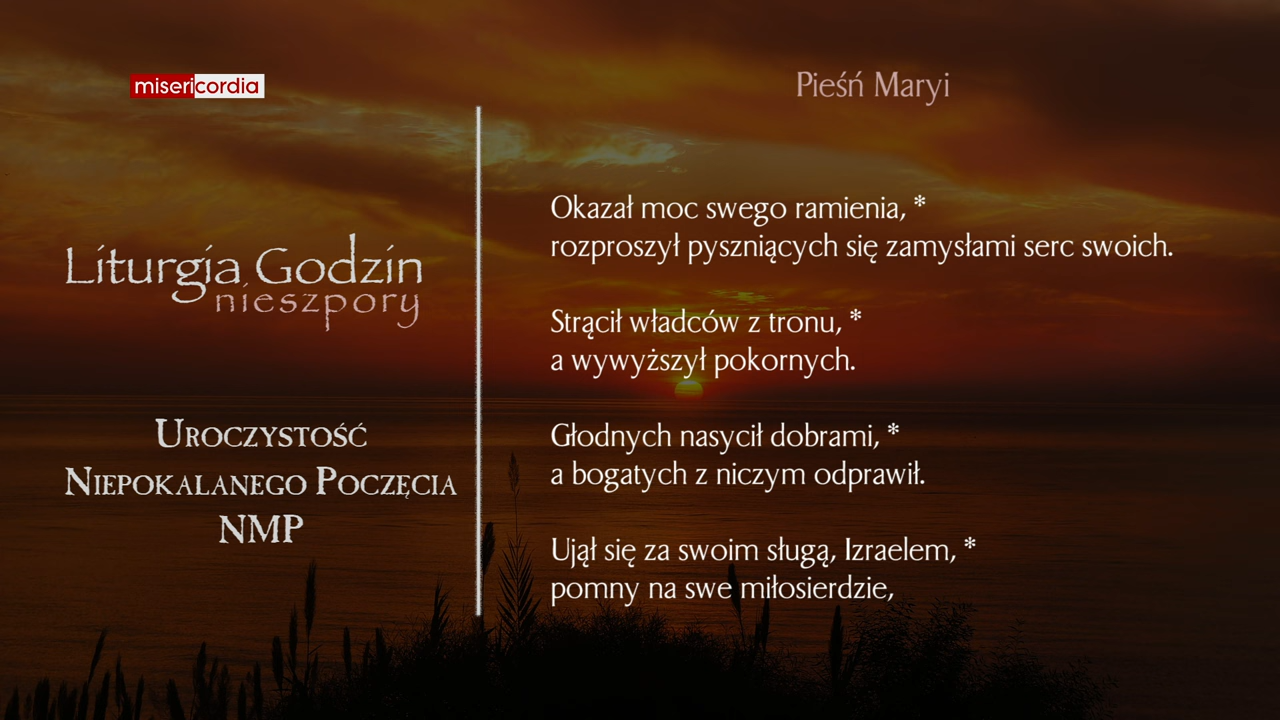 misericordia
Pieśń Maryi
Liturgia Godzin
nieszpory
Uroczystość
Niepokalanego Poczęcia
NMP
Okazał moc swego ramienia, *
rozproszył pyszniących się zamysłami serc swoich.
Strącił władców z tronu, *
a wywyższył pokornych.
Głodnych nasycił dobrami, *
a bogatych z niczym odprawił.
Ujął się za swoim sługą, Izraelem, *
pomny na swe miłosierdzie,